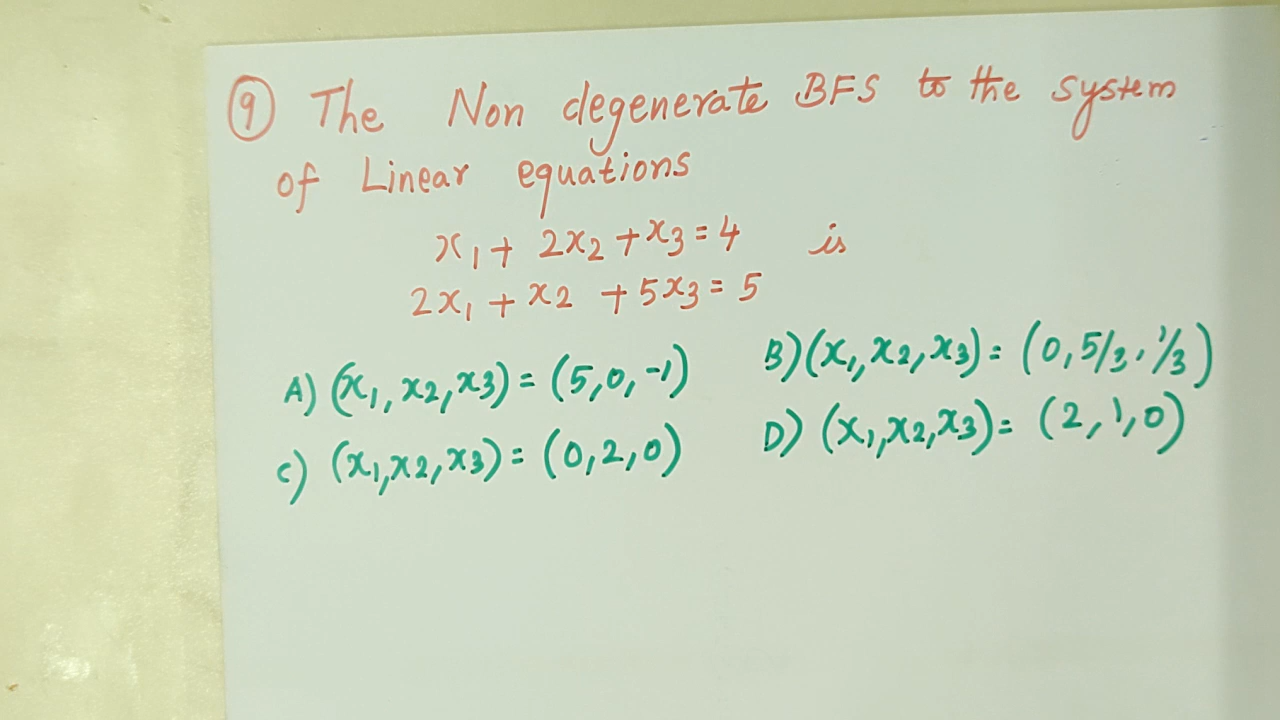 ⑨ The Non degenerate BFS to the system
of Linear equations
x₁ + 2x₂ + x₃ = 4 is
2x₁ + x₂ + 5x₃ = 5
A) (x₁, x₂, x₃) = (5, 0, -1) B) (x₁, x₂, x₃) = (0, 5/3, 1/3)
C) (x₁, x₂, x₃) = (0, 2, 0) D) (x₁, x₂, x₃) = (2, 1, 0)